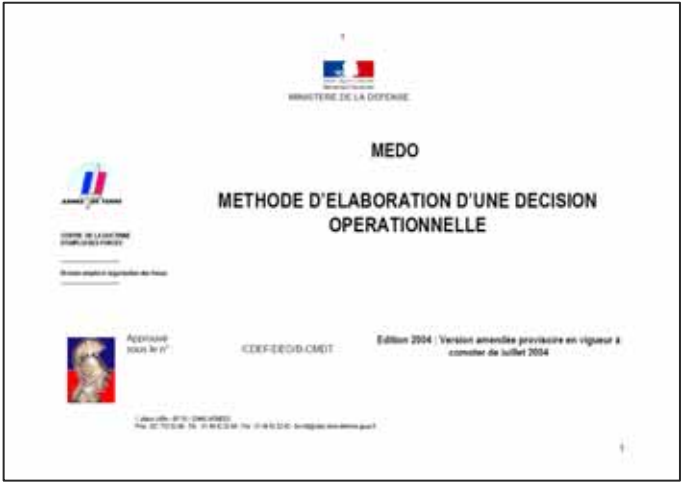 1
MINISTERE DE LA DEFENSE
MEDO
METHODE D'ELABORATION D'UNE DECISION
OPERATIONNELLE
ARMEE DE TERRE
CENTRE DE LA DOCTRINE
D'EMPLOI DES FORCES
Approuvé
sous le n°
/CDEF/DEO/B.CMDT
Edition 2004 : Version amendée provisoire en vigueur à
compter de juillet 2004
1